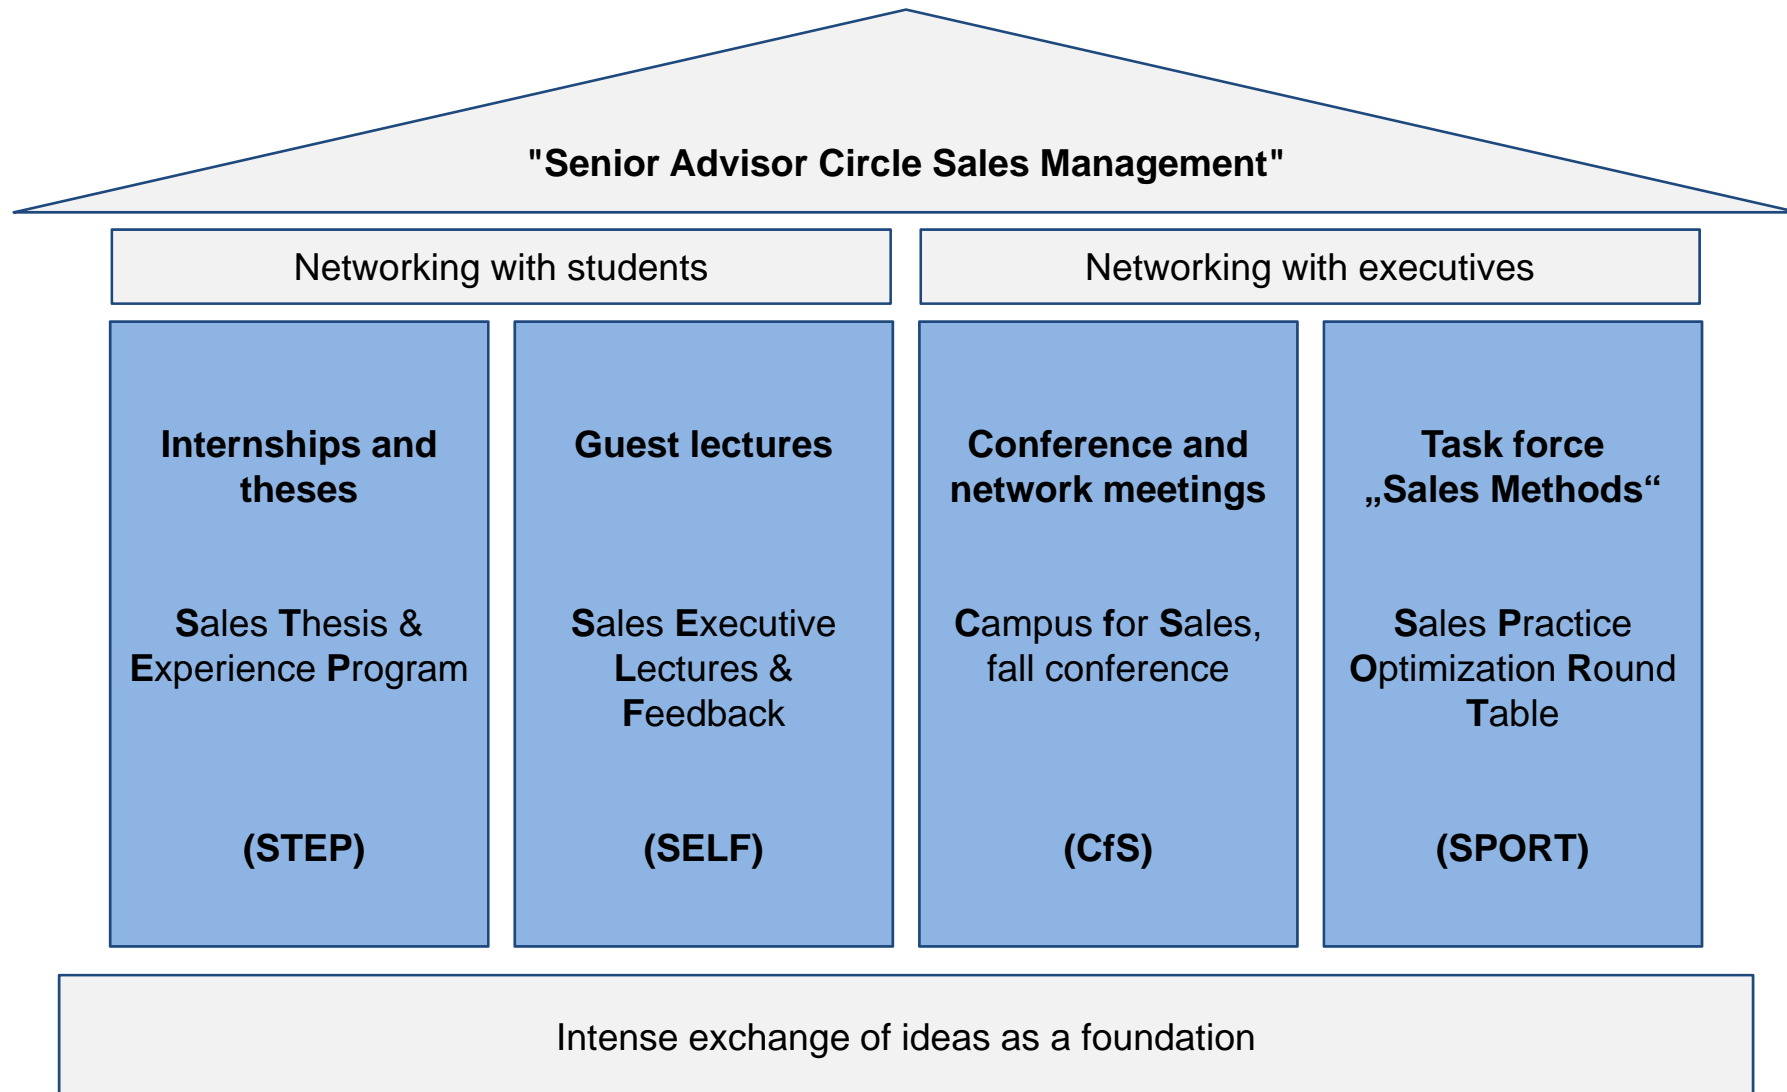 "Senior Advisor Circle Sales Management"
Networking with students
Networking with executives
Internships and
theses
Sales Thesis &
Experience Program
(STEP)
Guest lectures
Sales Executive
Lectures &
Feedback
(SELF)
Conference and
network meetings
Campus for Sales,
fall conference
(CfS)
Task force
„Sales Methods“
Sales Practice
Optimization Round
Table
(SPORT)
Intense exchange of ideas as a foundation